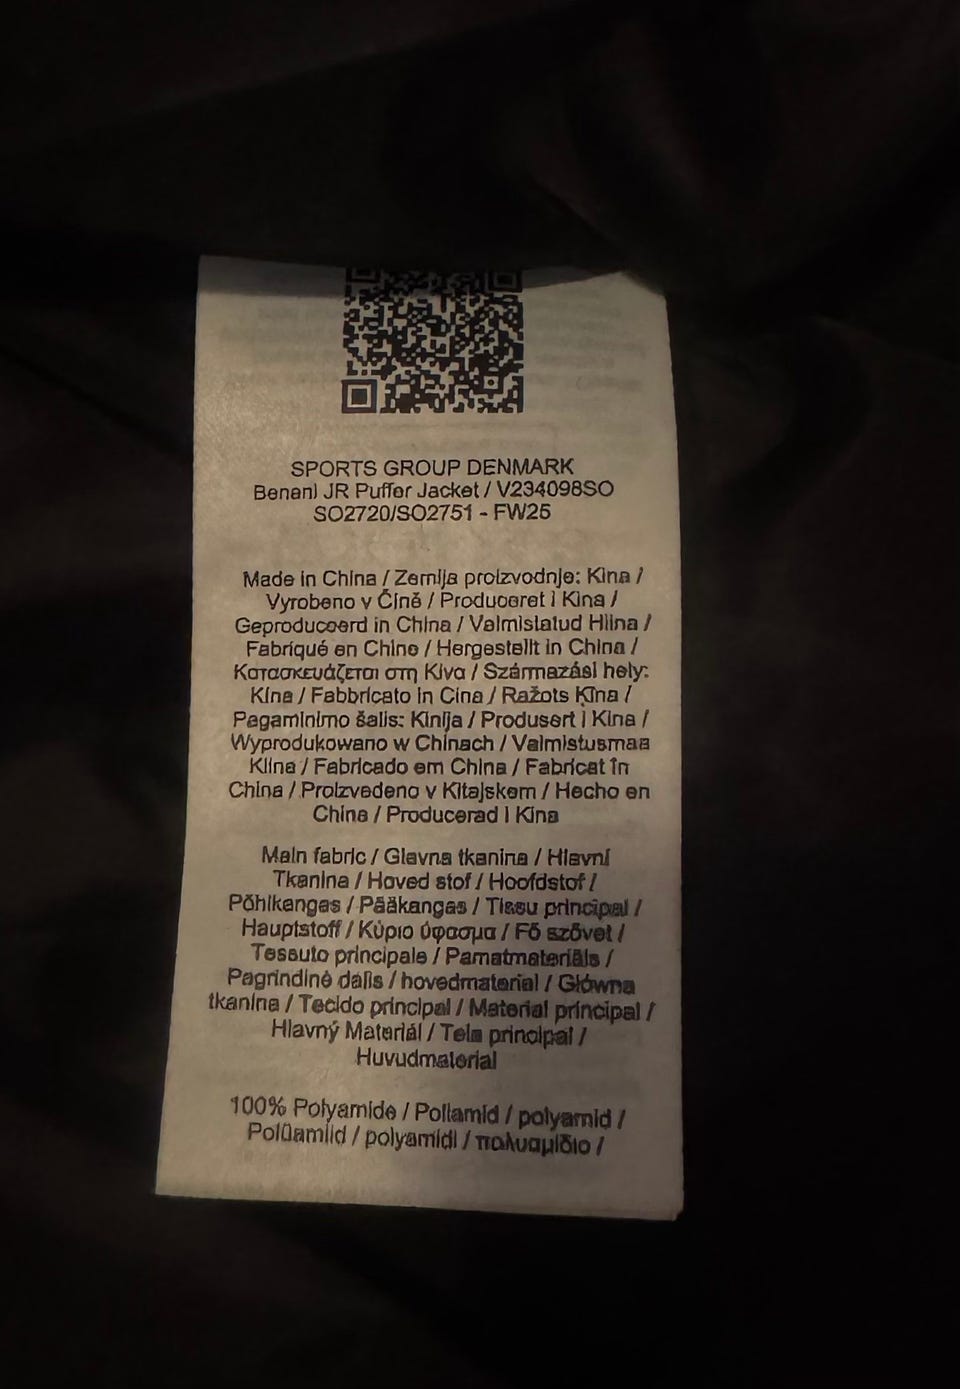 SPORTS GROUP DENMARK
Benani JR Puffer Jacket / V234098SO
SO2720/SO2751 - FW25
Made in China / Zemlja proizvodnje: Kina /
Vyrobeno v Číně / Produceret i Kina /
Geproduceerd in China / Valmistatud Hiina /
Fabriqué en Chine / Hergestellt in China /
Κατασκευάζεται στη Κίνα / Származási hely:
Kína / Fabbricato in Cina / Ražots Ķīna /
Pagaminimo šalis: Kinija / Produsert i Kina /
Wyprodukowano w Chinach / Valmistusmaa
Kiina / Fabricado em China / Fabricat în
China / Proizvedeno v Kitajskem / Hecho en
China / Producerad i Kina
Main fabric / Glavna tkanina / Hlavní
Tkanina / Hoved stof / Hoofdstof /
Põhikangas / Pääkangas / Tissu principal /
Hauptstoff / Κύριο ύφασμα / Fő szövet /
Tessuto principale / Pamatmateriāls /
Pagrindinė dalis / hovedmaterial / Główna
tkanina / Tecido principal / Material principal /
Hlavný Materiál / Tela principal /
Huvudmaterial
100% Polyamide / Poliamid / polyamid /
Polüamiid / polyamidi / πολυαμίδιο /